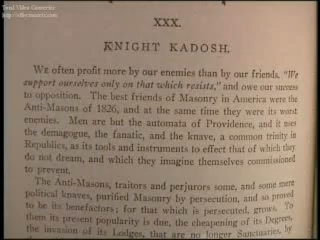 Total Video Converter
http://effectmatrix.com
XXX.
KNIGHT KADOSH.
WE often profit more by our enemies than by our friends. "We
support ourselves only on that which resists," and owe our success
to opposition. The best friends of Masonry in America were the
Anti-Masons of 1826, and at the same time they were its worst
enemies. Men are but the automata of Providence, and it uses
the demagogue, the fanatic, and the knave, a common trinity in
Republics, as its tools and instruments to effect that of which they
do not dream, and which they imagine themselves commissioned
to prevent.
The Anti-Masons, traitors and perjurors some, and some mere
political knaves, purified Masonry by persecution, and so proved
to be its benefactors; for that which is persecuted, grows. To
them its present popularity is due, the cheapening of its Degrees,
the invasion of its Lodges, that are no longer Sanctuaries, by